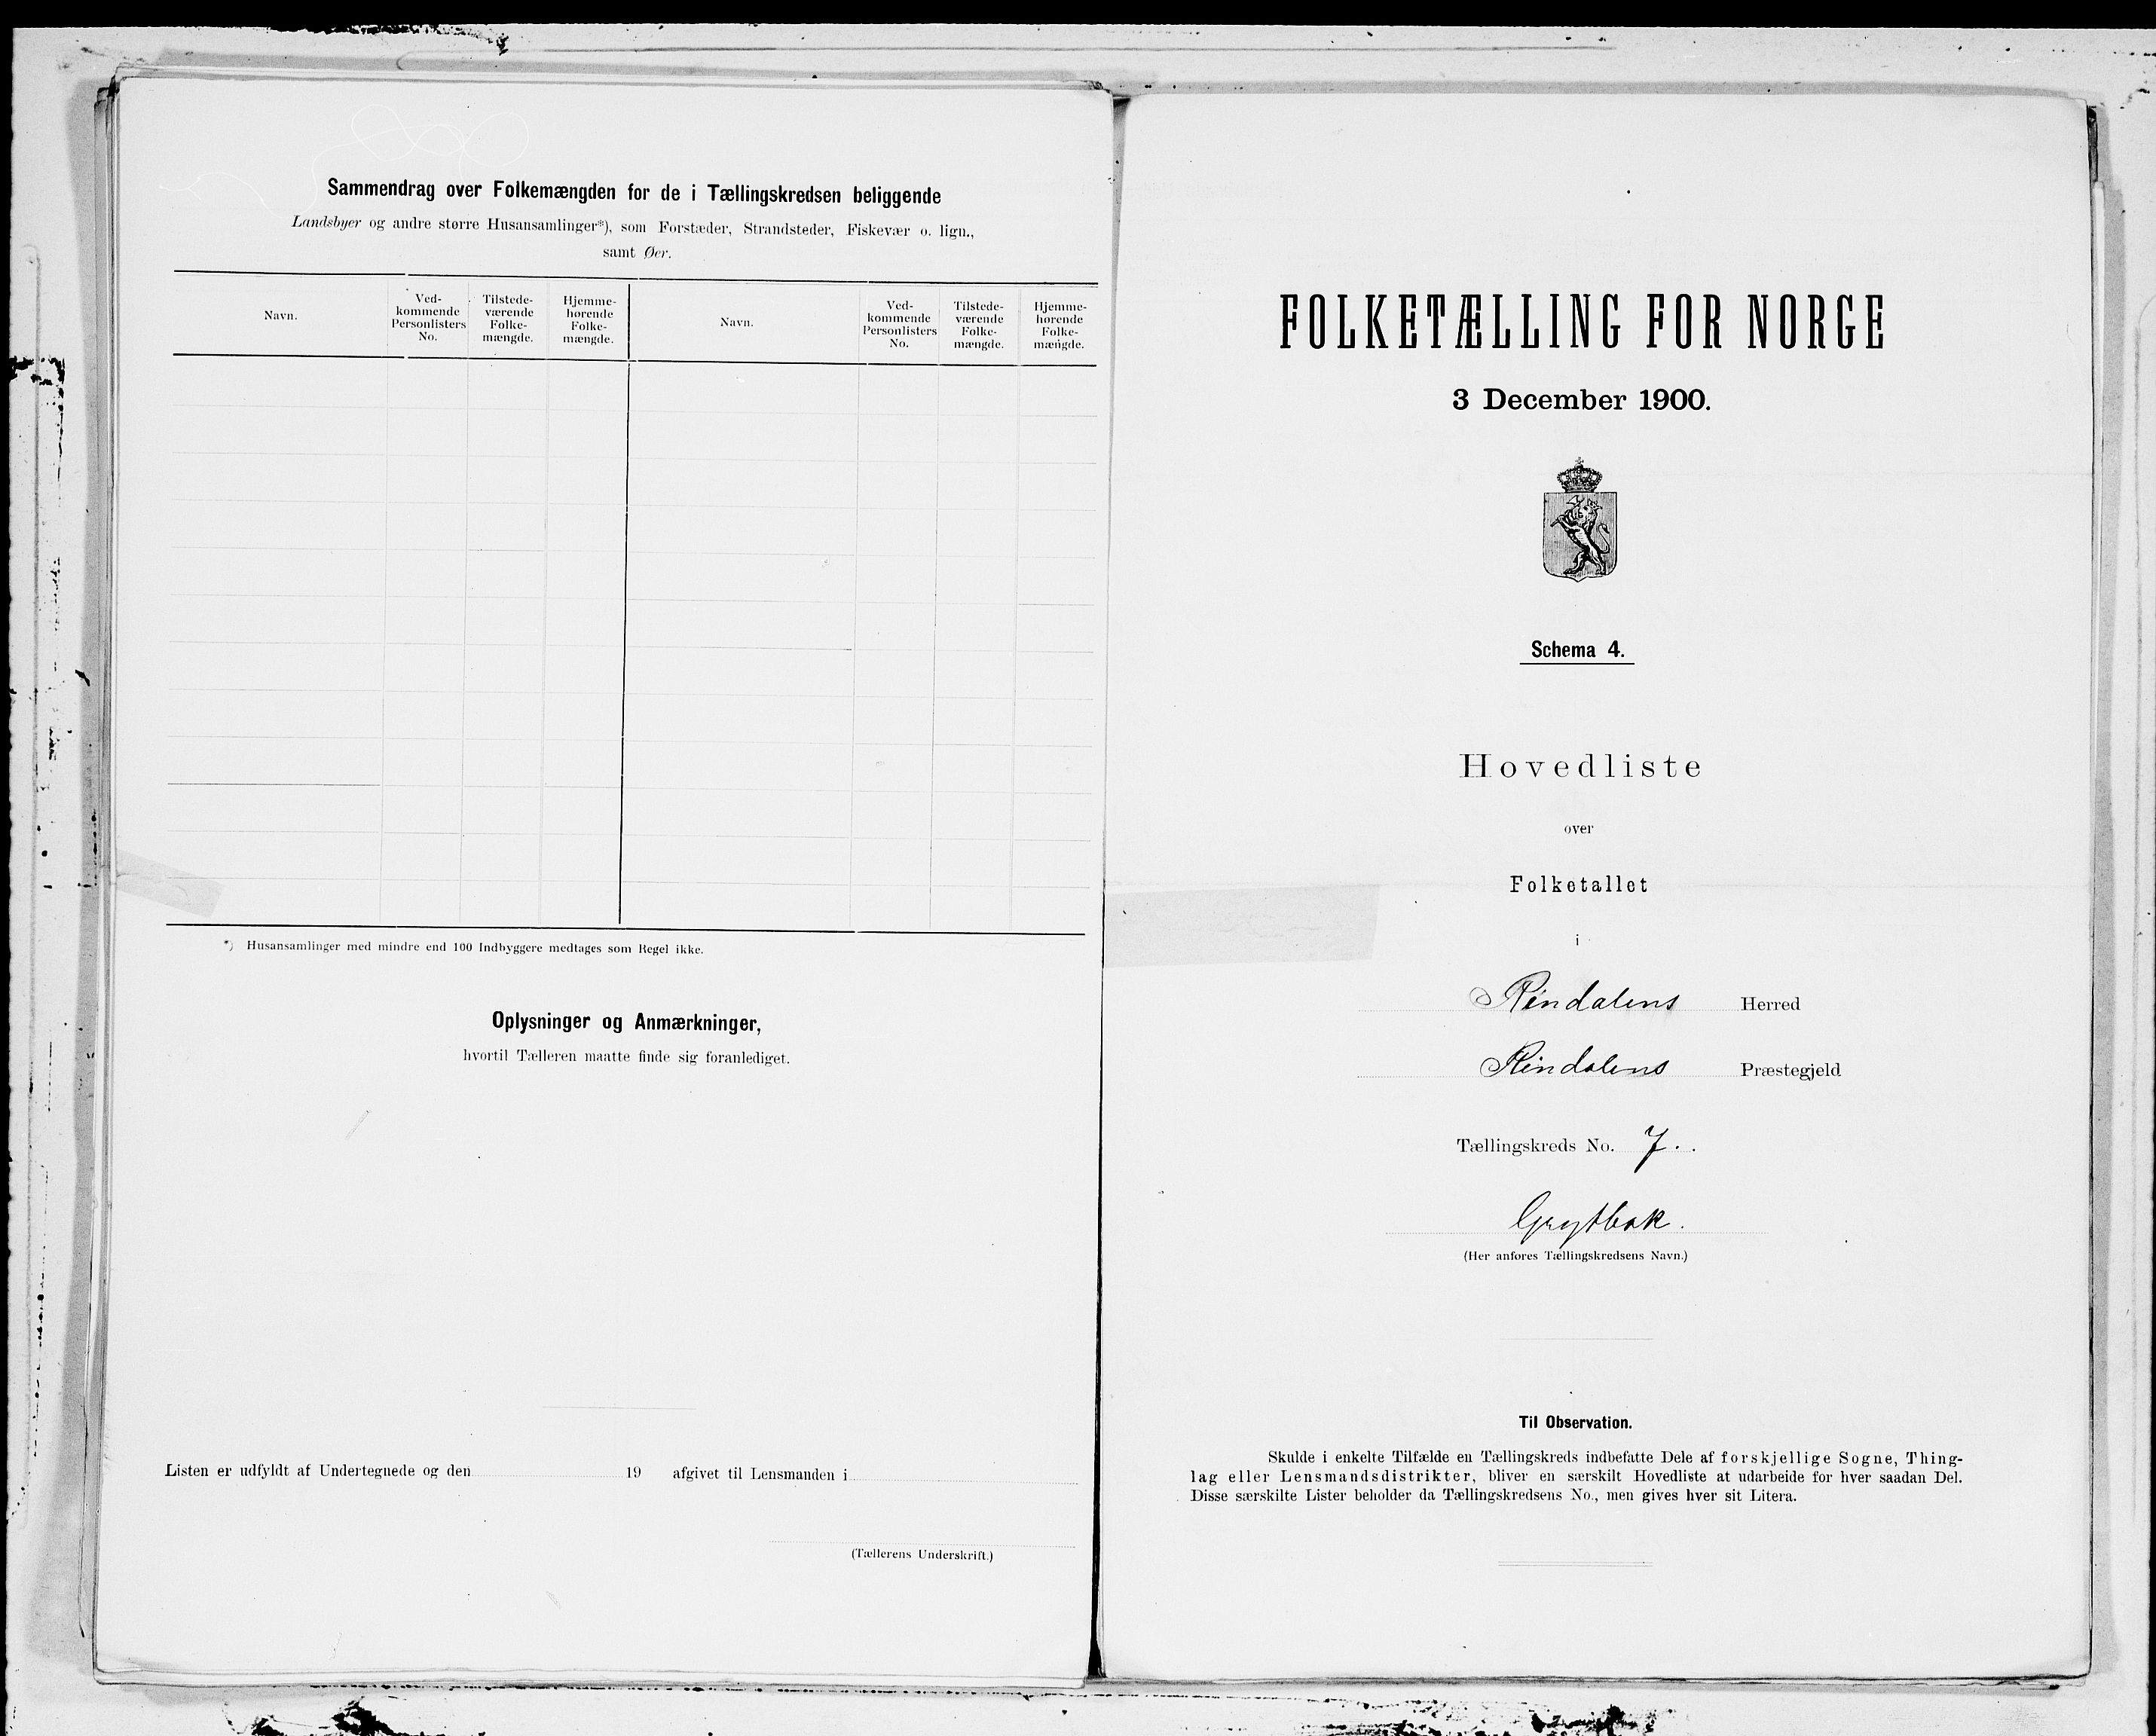 Sammendrag over Folkemængden for de i Tællingskredsen beliggende
Landsbyer og andre større Husansamlinger*), som Forstæder, Strandsteder, Fiskevær o. lign.,
samt Øer.
Navn.
Ved-
kommende
Personlisters
No.
Tilstede-
værende
Folke-
mængde.
Hjemme-
hørende
Folke-
mængde.
Navn.
Ved-
kommende
Personlisters
No.
Tilstede-
værende
Folke-
mængde.
Hjemme-
hørende
Folke-
mængde.
*) Husansamlinger med mindre end 100 Indbyggere medtages som Regel ikke.
Oplysninger og Anmærkninger,
hvortil Tælleren maatte finde sig foranlediget.
Listen er udfyldt af Undertegnede og den 19 afgivet til Lensmanden i
(Tællerens Underskrift.)
FOLKETÆLLING FOR NORGE
3 December 1900.
Schema 4.
Hovedliste
over
Folketallet
i
Rindalens Herred
Rindalens Præstegjeld
Tællingskreds No. 7.
Grytbak.
(Her anføres Tællingskredsens Navn.)
Til Observation.
Skulde i enkelte Tilfælde en Tællingskreds indbefatte Dele af forskjellige Sogne, Thing-
lag eller Lensmandsdistrikter, bliver en særskilt Hovedliste at udarbeide for hver saadan Del.
Disse særskilte Lister beholder da Tællingskredsens No., men gives hver sit Litera.